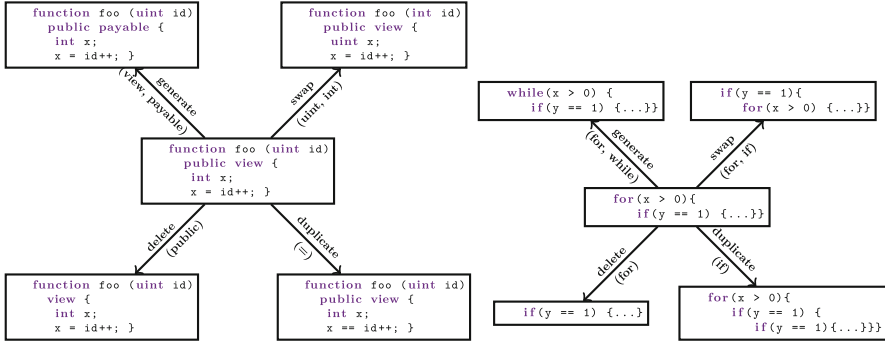 function foo (uint id)
public payable {
int x;
x = id++; }
function foo (int id)
public view {
uint x;
x = id++; }
generate
(view, payable)
swap
(uint, int)
function foo (uint id)
public view {
int x;
x = id++; }
delete
(public)
duplicate
(=)
function foo (uint id)
view {
int x;
x = id++; }
function foo (uint id)
public view {
int x;
x == id++; }
while(x > 0) {
if(y == 1) {...}}
if(y == 1){
for(x > 0) {...}}
generate
(for, while)
swap
(for, if)
for(x > 0){
if(y == 1) {...}}
delete
(for)
duplicate
(if)
if(y == 1) {...}
for(x > 0){
if(y == 1) {
if(y == 1){...}}}